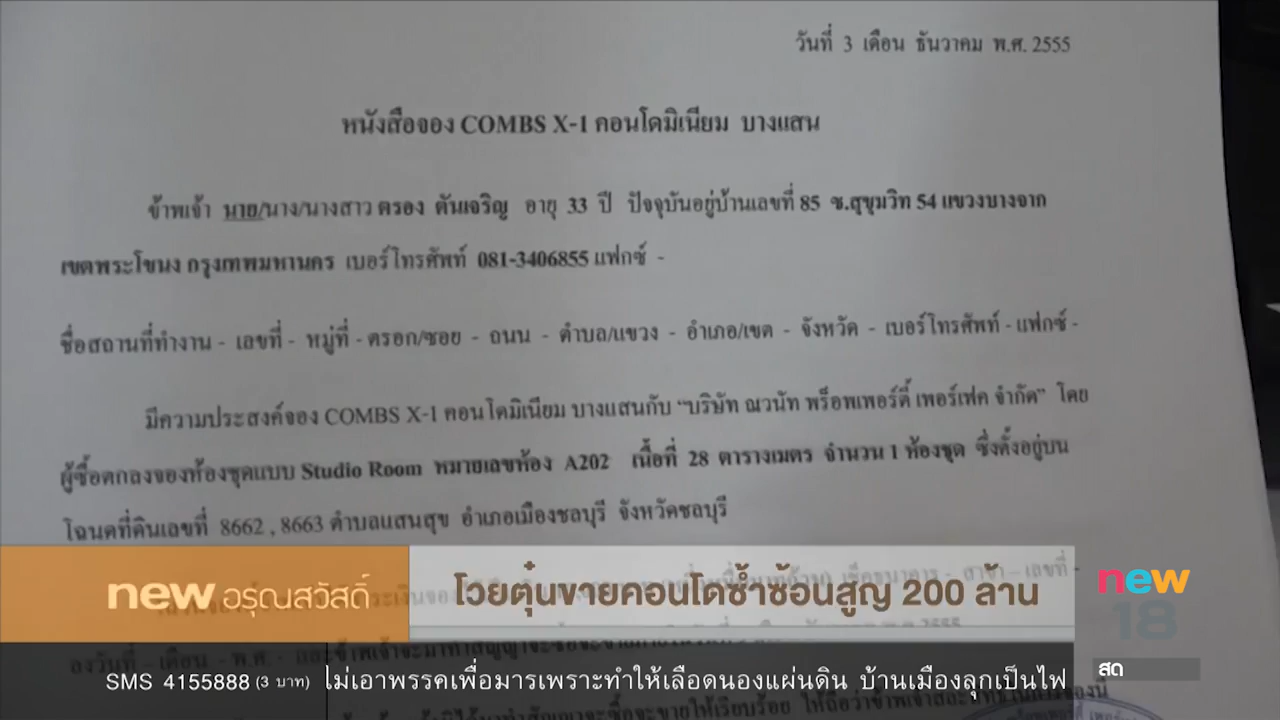 วันที่ 3 เดือน ธันวาคม พ.ศ. 2555
หนังสือจอง COMBS X-1 คอนโดมิเนียม บางแสน
ข้าพเจ้า นาย/นาง/นางสาว ตรอง ตันเจริญ อายุ 33 ปี ปัจจุบันอยู่บ้านเลขที่ 85 ซ.สุขุมวิท 54 แขวงบางจาก
เขตพระโขนง กรุงเทพมหานคร เบอร์โทรศัพท์ 081-3406855 แฟกซ์ -
ชื่อสถานที่ทำงาน - เลขที่ - หมู่ที่ - ตรอก/ซอย - ถนน - ตำบล/แขวง - อำเภอ/เขต - จังหวัด - เบอร์โทรศัพท์ - แฟกซ์ -
มีความประสงค์จอง COMBS X-1 คอนโดมิเนียม บางแสนกับ "บริษัท ณวนัท พร็อพเพอร์ตี้ เพอร์เฟค จำกัด" โดย
ผู้ซื้อตกลงจองห้องชุดแบบ Studio Room หมายเลขห้อง A202 เนื้อที่ 28 ตารางเมตร จำนวน 1 ห้องชุด ซึ่งตั้งอยู่บน
โฉนดที่ดินเลขที่ 8662 , 8663 ตำบลแสนสุข อำเภอเมืองชลบุรี จังหวัดชลบุรี
new อรุณสวัสดิ์
โวยตุ๋นขายคอนโดซ้ำซ้อนสูญ 200 ล้าน
new
18
สด
องวันที่ – เดือน - พ.ศ. -
SMS 4155888 (3 บาท) ไม่เอาพรรคเพื่อมารเพราะทำให้เลือดนองแผ่นดิน บ้านเมืองลุกเป็นไฟ